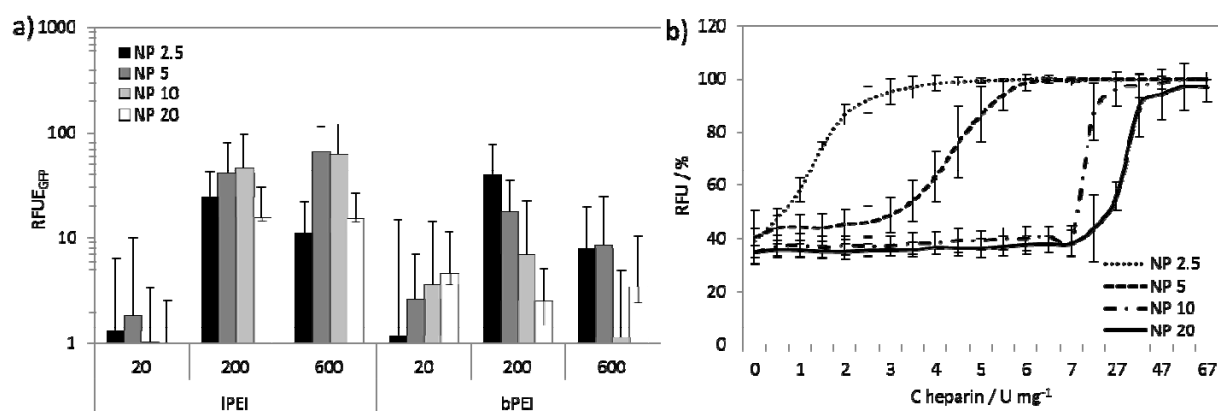 a)
1000
100
10
1
RFUE_GFP
NP 2.5
NP 5
NP 10
NP 20
20 200 600 20 200 600
lPEI bPEI
b)
120
100
80
60
40
20
0
RFU / %
NP 2.5
NP 5
NP 10
NP 20
0 1 2 3 4 5 6 7 27 47 67
C heparin / U mg⁻¹